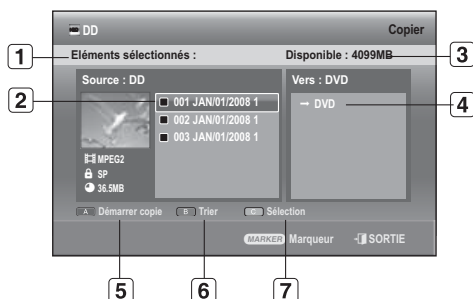 DD Copier
1 Eléments sélectionnés : Disponible : 4099MB 3
Source : DD Vers : DVD
2 001 JAN/01/2008 1 → DVD 4
002 JAN/01/2008 1
003 JAN/01/2008 1
MPEG2
SP
36.5MB
A Démarrer copie B Trier C Sélection
MARKER Marqueur SORTIE
5 6 7